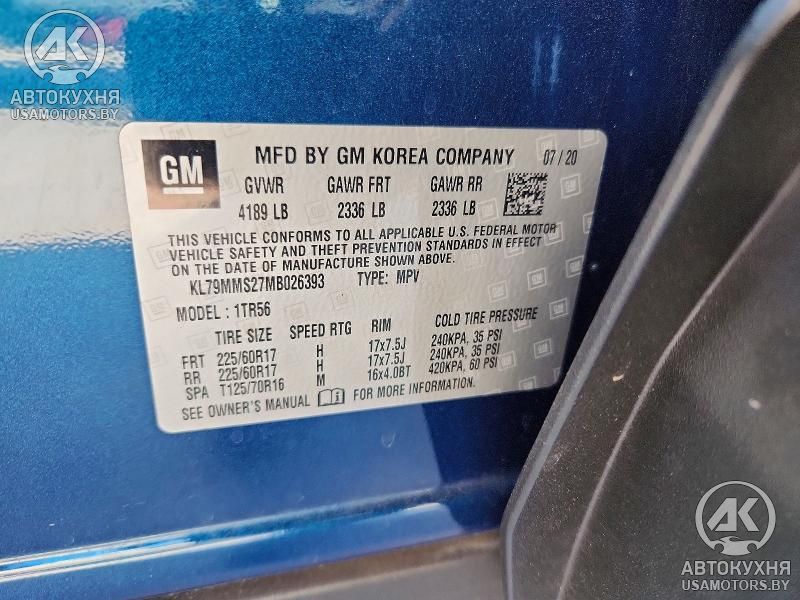 AK
АВТОКУХНЯ
USAMOTORS.BY
GM MFD BY GM KOREA COMPANY 07 / 20
GVWR GAWR FRT GAWR RR
4189 LB 2336 LB 2336 LB
THIS VEHICLE CONFORMS TO ALL APPLICABLE U.S. FEDERAL MOTOR
VEHICLE SAFETY AND THEFT PREVENTION STANDARDS IN EFFECT
ON THE DATE OF MANUFACTURE SHOWN ABOVE.
KL79MMS27MB026393 TYPE: MPV
MODEL : 1TR56
TIRE SIZE SPEED RTG RIM COLD TIRE PRESSURE
FRT 225/60R17 H 17x7.5J 240KPA, 35 PSI
RR 225/60R17 H 17x7.5J 240KPA, 35 PSI
SPA T125/70R16 M 16x4.0BT 420KPA, 60 PSI
SEE OWNER'S MANUAL FOR MORE INFORMATION.
AK
АВТОКУХНЯ
USAMOTORS.BY